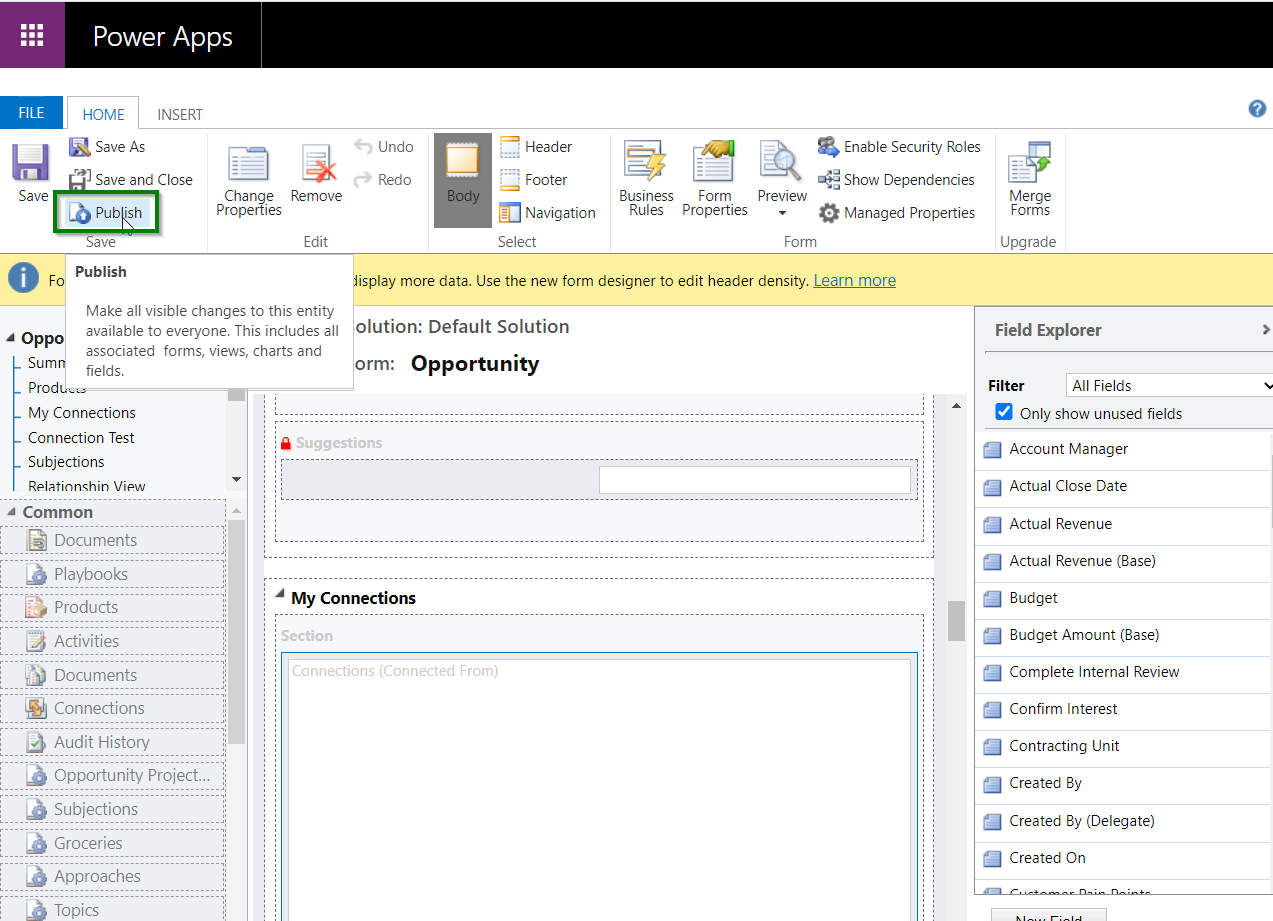 Power Apps
FILE
HOME
INSERT
Save
Save As
Save and Close
Publish
Save
Change
Properties
Remove
Undo
Redo
Edit
Body
Header
Footer
Navigation
Select
Business
Rules
Form
Properties
Preview
Enable Security Roles
Show Dependencies
Managed Properties
Form
Merge
Forms
Upgrade
Fo
display more data. Use the new form designer to edit header density. Learn more
Publish
Make all visible changes to this entity
available to everyone. This includes all
associated forms, views, charts and
fields.
Oppo
Summ
Products
My Connections
Connection Test
Subjections
Relationship View
Common
Documents
Playbooks
Products
Activities
Documents
Connections
Audit History
Opportunity Project...
Subjections
Groceries
Approaches
Topics
olution: Default Solution
orm: Opportunity
Suggestions
My Connections
Section
Connections (Connected From)
Field Explorer
Filter
All Fields
Only show unused fields
Account Manager
Actual Close Date
Actual Revenue
Actual Revenue (Base)
Budget
Budget Amount (Base)
Complete Internal Review
Confirm Interest
Contracting Unit
Created By
Created By (Delegate)
Created On
Customer Pain Points
New Field